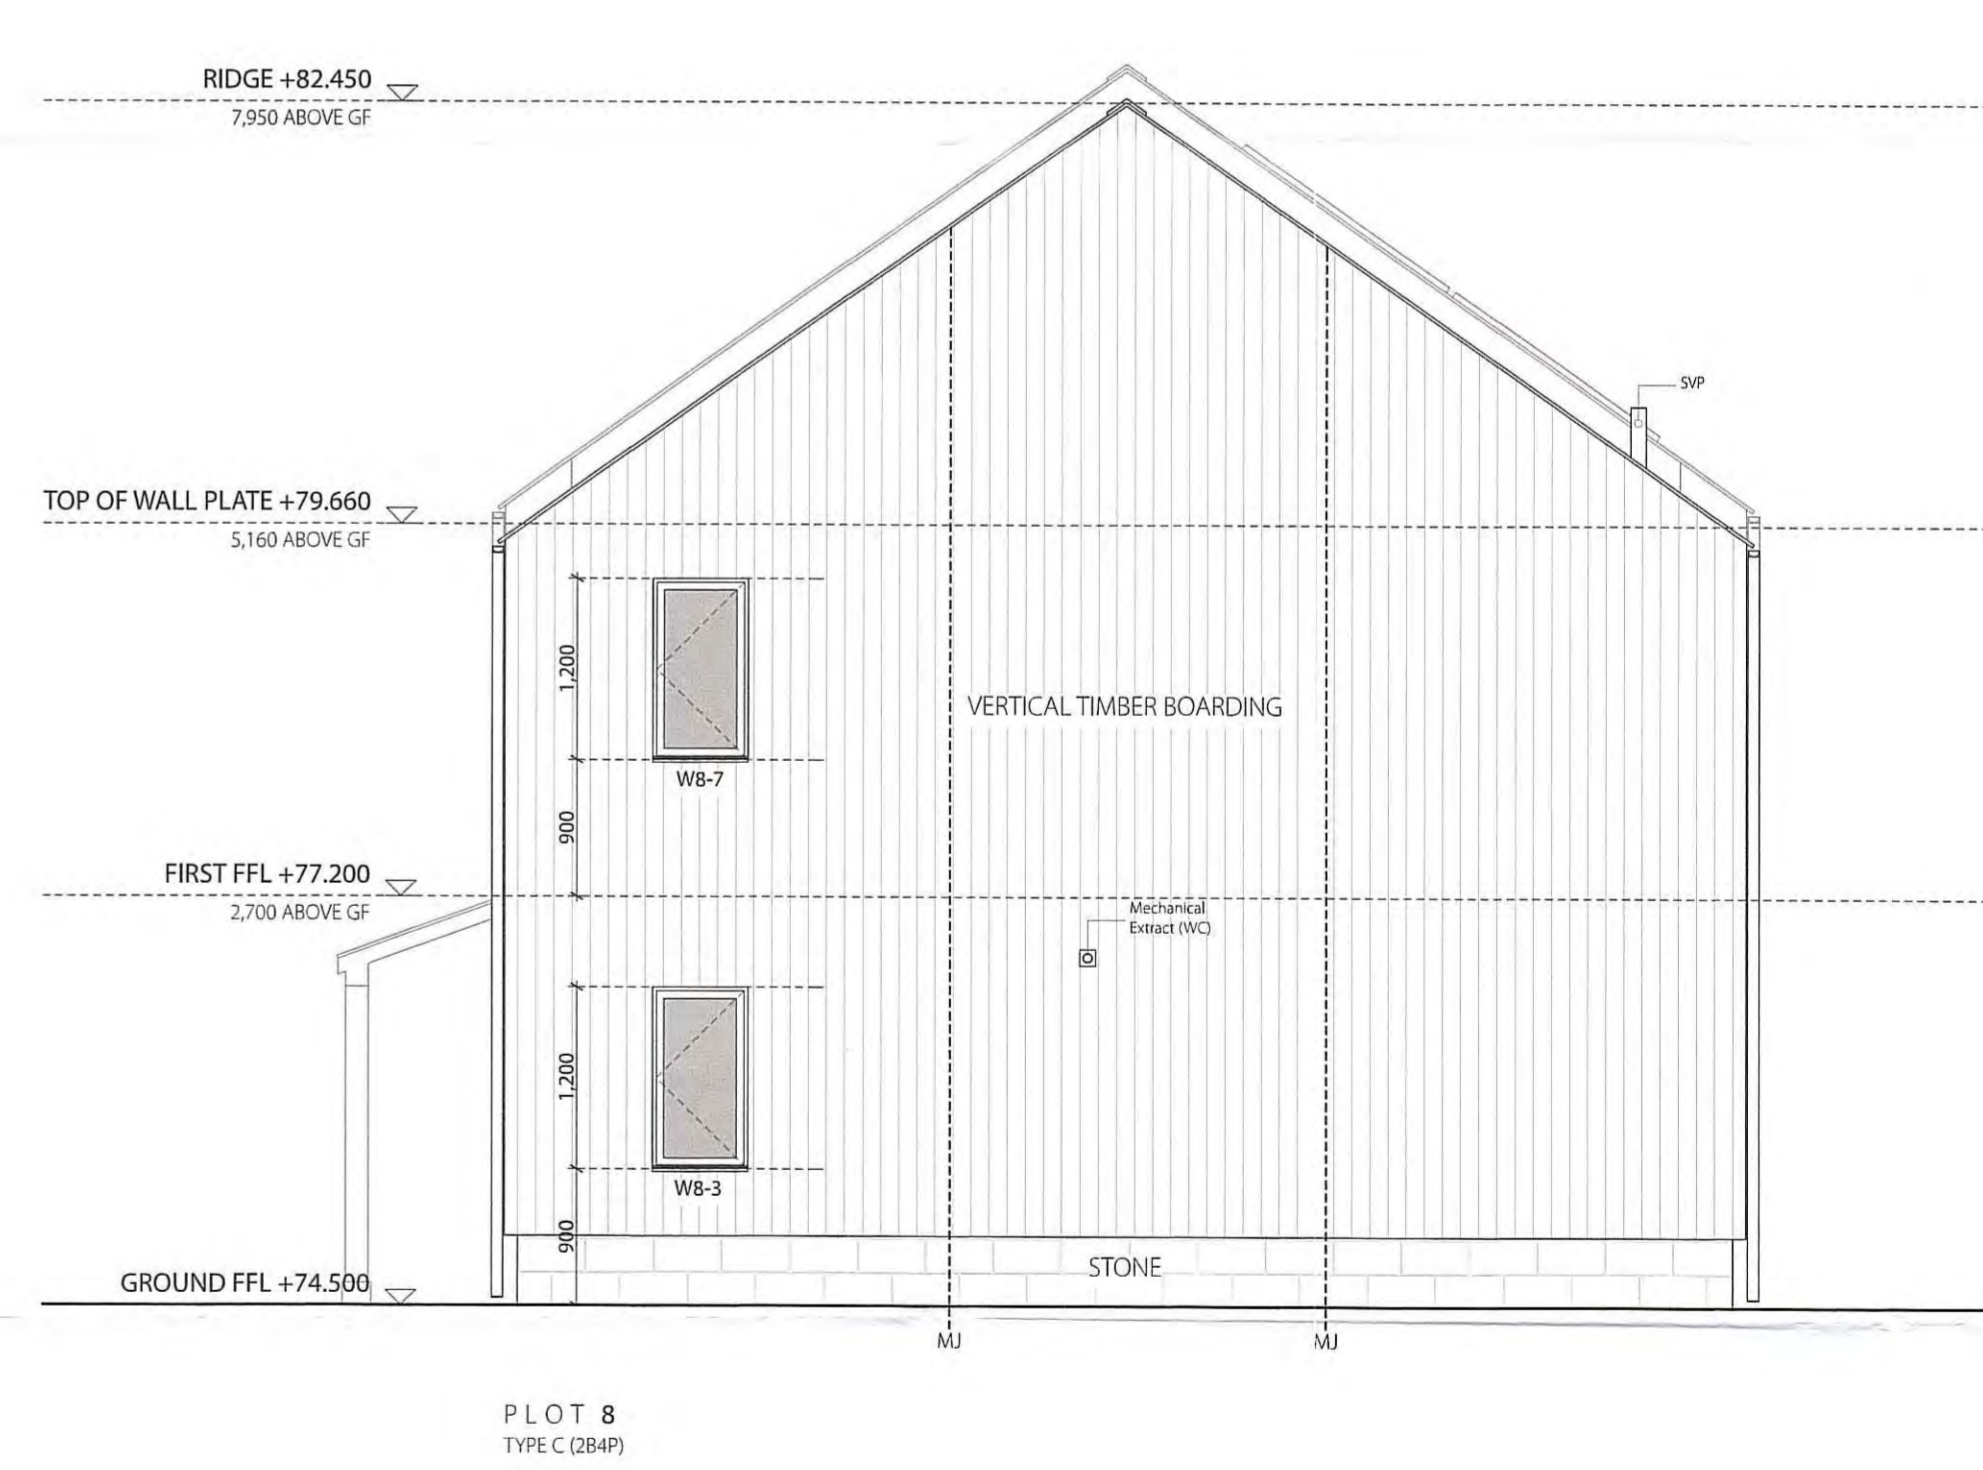 RIDGE +82.450
7,950 ABOVE GF
SVP
TOP OF WALL PLATE +79.660
5,160 ABOVE GF
1,200
VERTICAL TIMBER BOARDING
W8-7
900
FIRST FFL +77.200
2,700 ABOVE GF
Mechanical
Extract (WC)
1,200
W8-3
900
STONE
GROUND FFL +74.500
MJ
MJ
PLOT 8
TYPE C (2B4P)